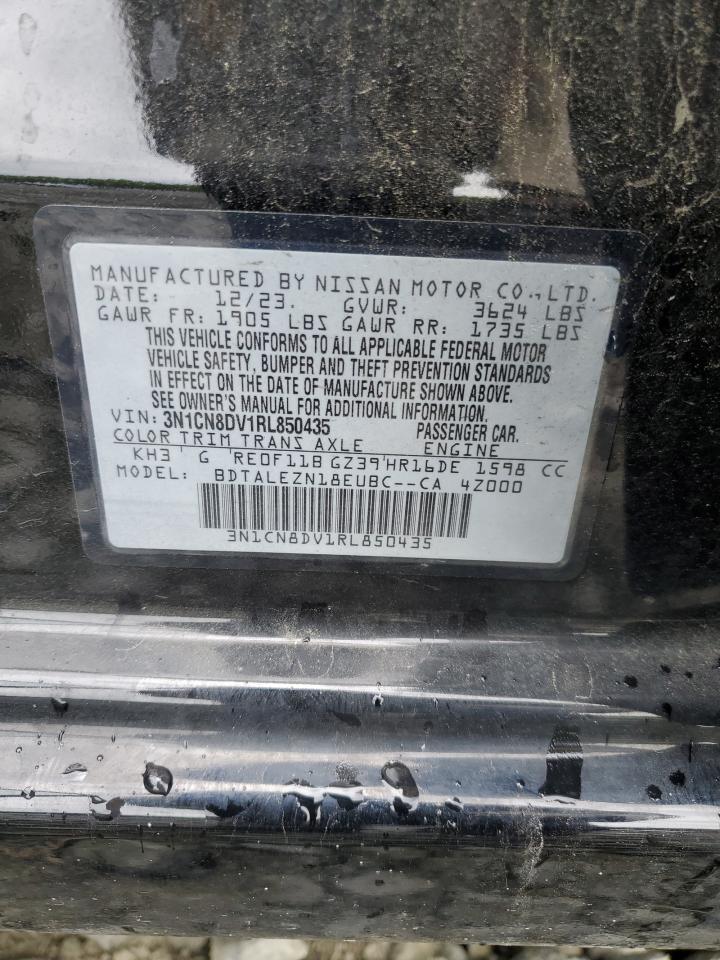 MANUFACTURED BY NISSAN MOTOR CO., LTD.
DATE: 12/23. GVWR: 3624 LBS
GAWR FR: 1905 LBS GAWR RR: 1735 LBS
THIS VEHICLE CONFORMS TO ALL APPLICABLE FEDERAL MOTOR
VEHICLE SAFETY, BUMPER AND THEFT PREVENTION STANDARDS
IN EFFECT ON THE DATE OF MANUFACTURE SHOWN ABOVE.
SEE OWNER'S MANUAL FOR ADDITIONAL INFORMATION.
VIN: 3N1CN8DV1RL850435 PASSENGER CAR.
COLOR TRIM TRANS AXLE ENGINE
KH3 G RE0F11B GZ39 HR16DE 1598 CC
MODEL: BDTALEZN18EUBC--CA 4Z000
3N1CN8DV1RL850435